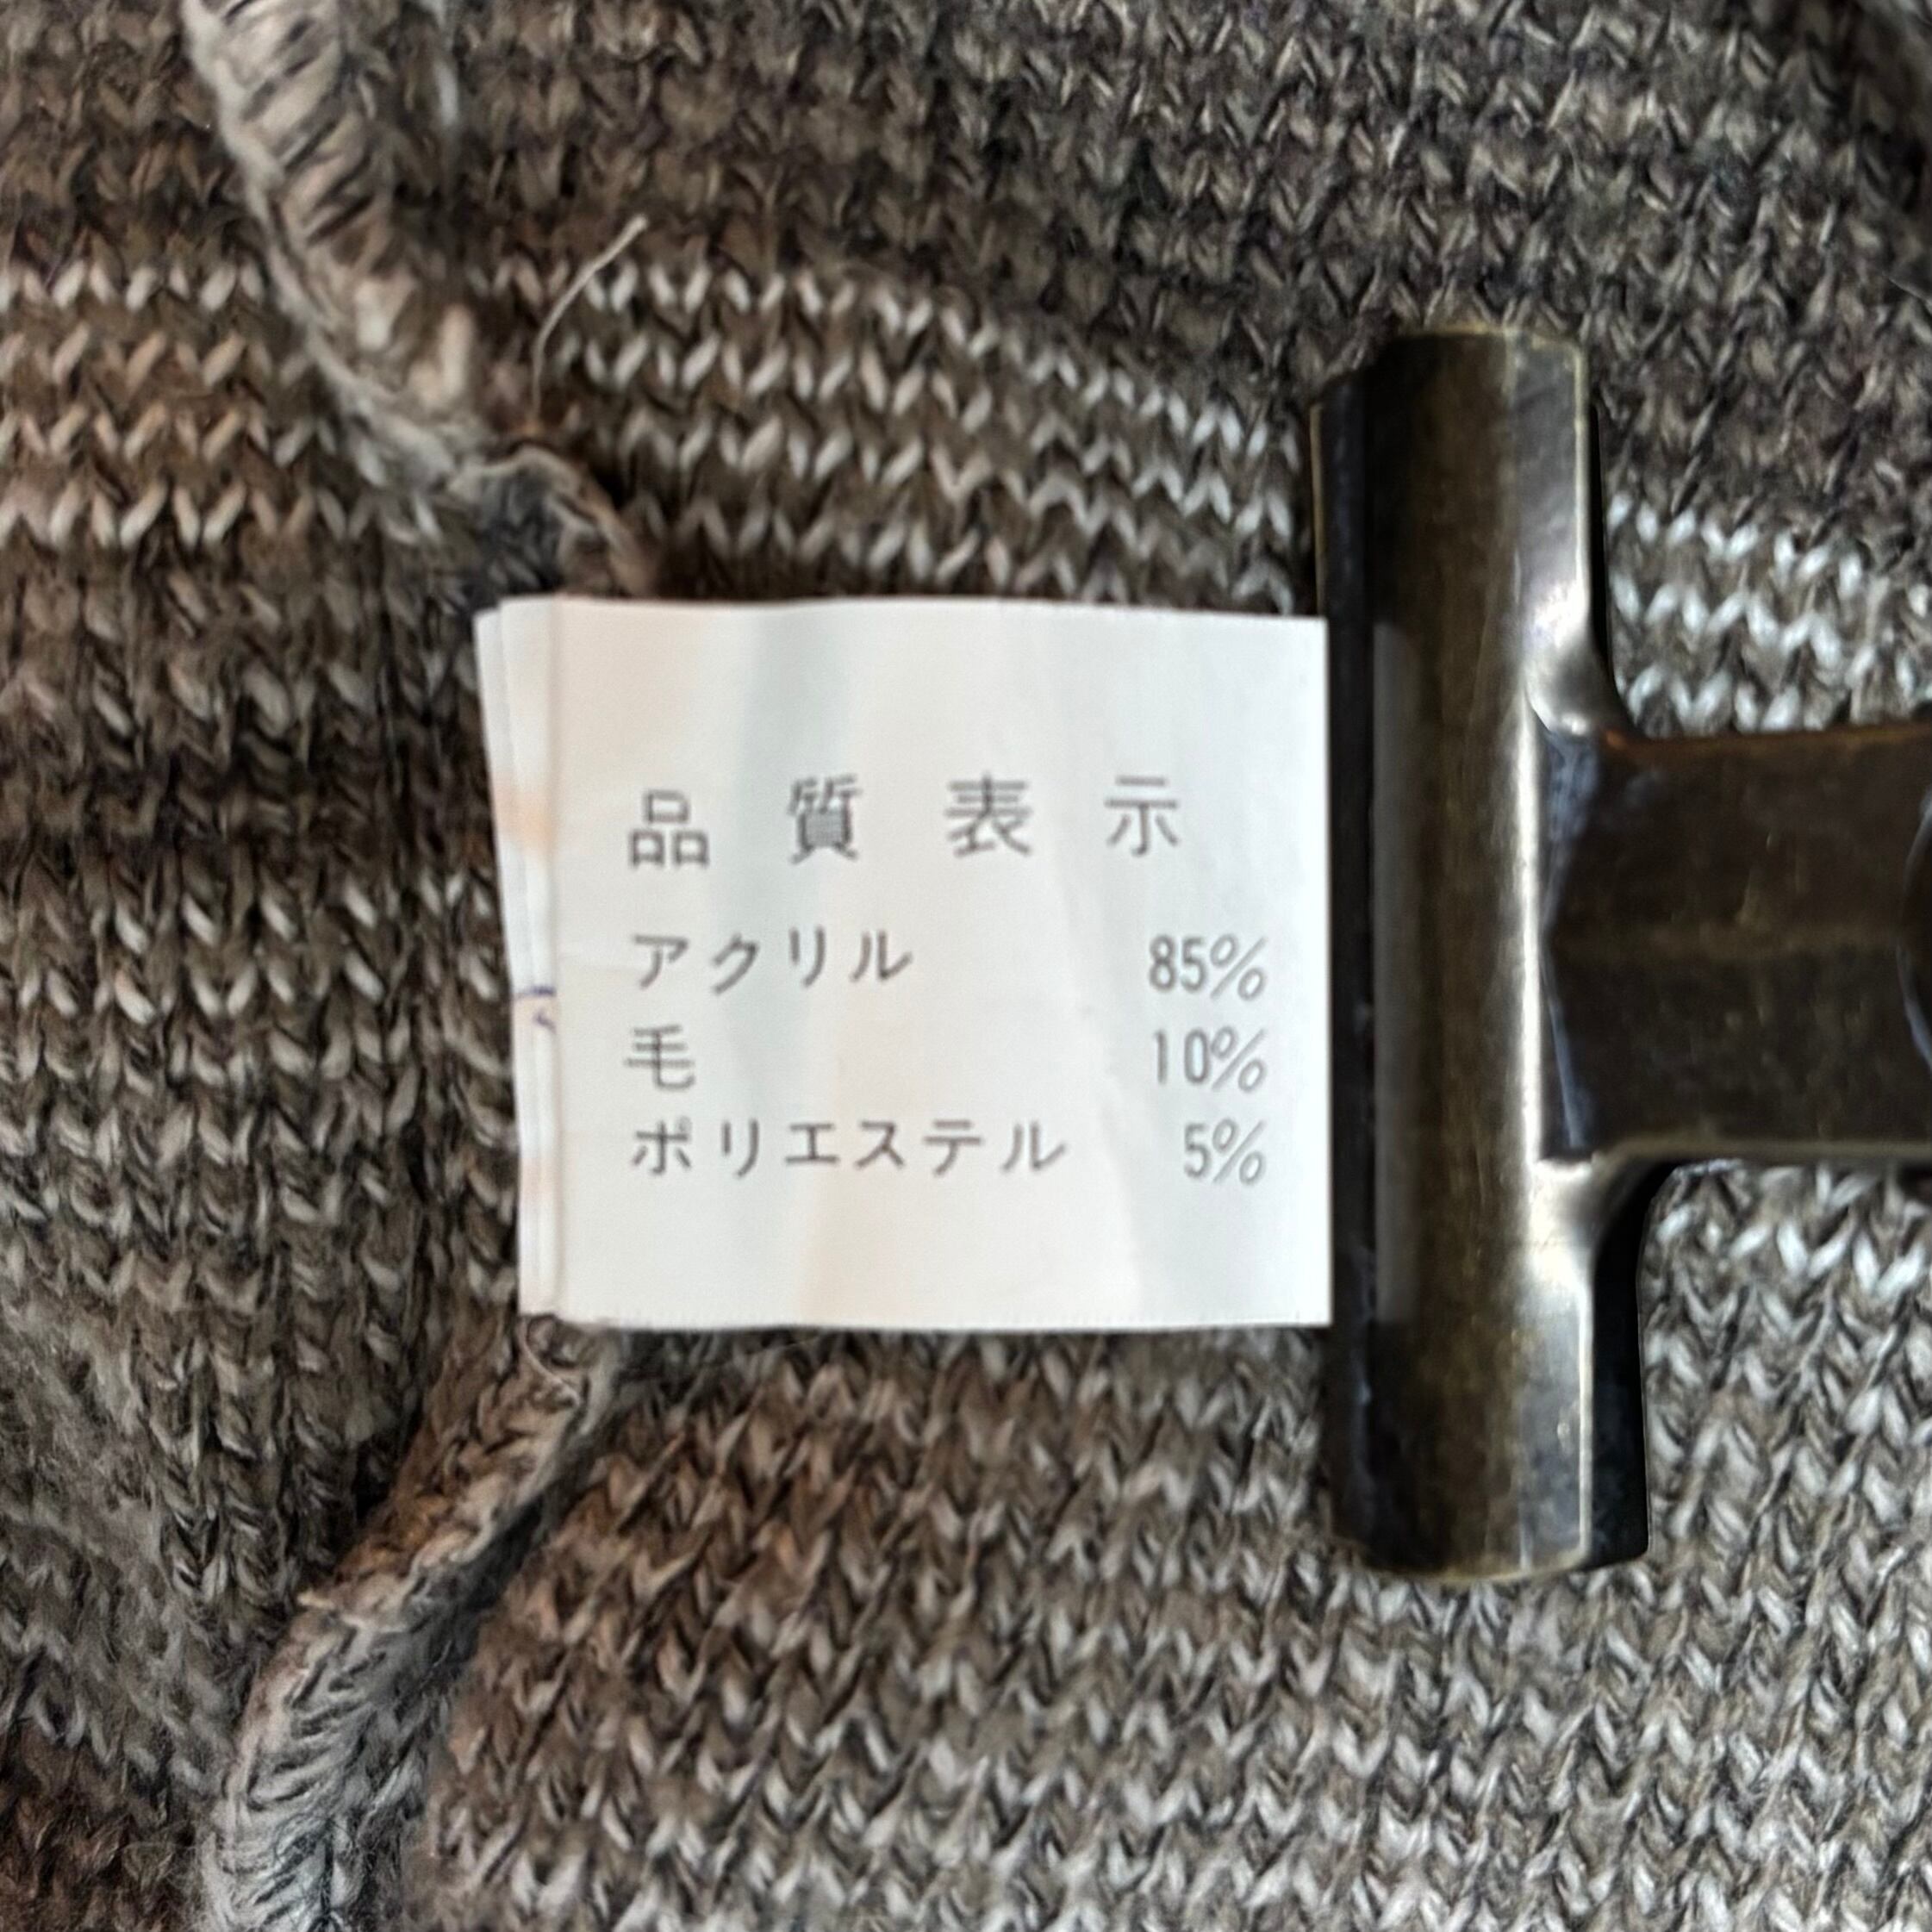 品質表示
アクリル 85%
毛 10%
ポリエステル 5%